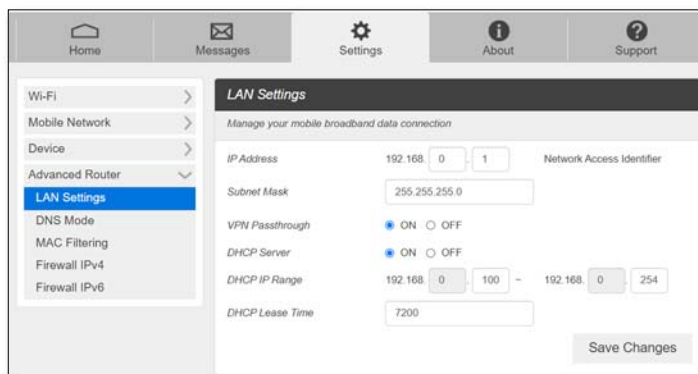 Home Messages Settings About Support
Wi-Fi
Mobile Network
Device
Advanced Router
LAN Settings
DNS Mode
MAC Filtering
Firewall IPv4
Firewall IPv6
LAN Settings
Manage your mobile broadband data connection
IP Address 192.168. 0 . 1 Network Access Identifier
Subnet Mask 255.255.255.0
VPN Passthrough ON OFF
DHCP Server ON OFF
DHCP IP Range 192.168. 0 . 100 ~ 192.168. 0 . 254
DHCP Lease Time 7200
Save Changes